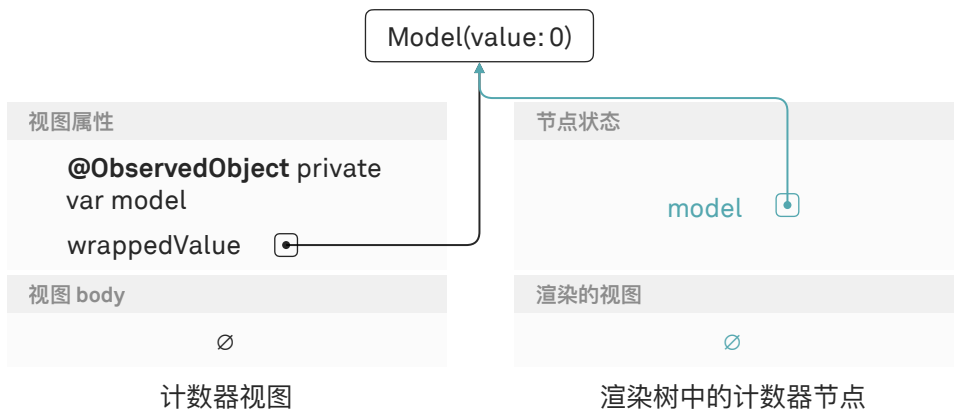 Model(value: 0)
视图属性
@ObservedObject private
var model
wrappedValue
视图 body
∅
计数器视图
节点状态
model
渲染的视图
∅
渲染树中的计数器节点